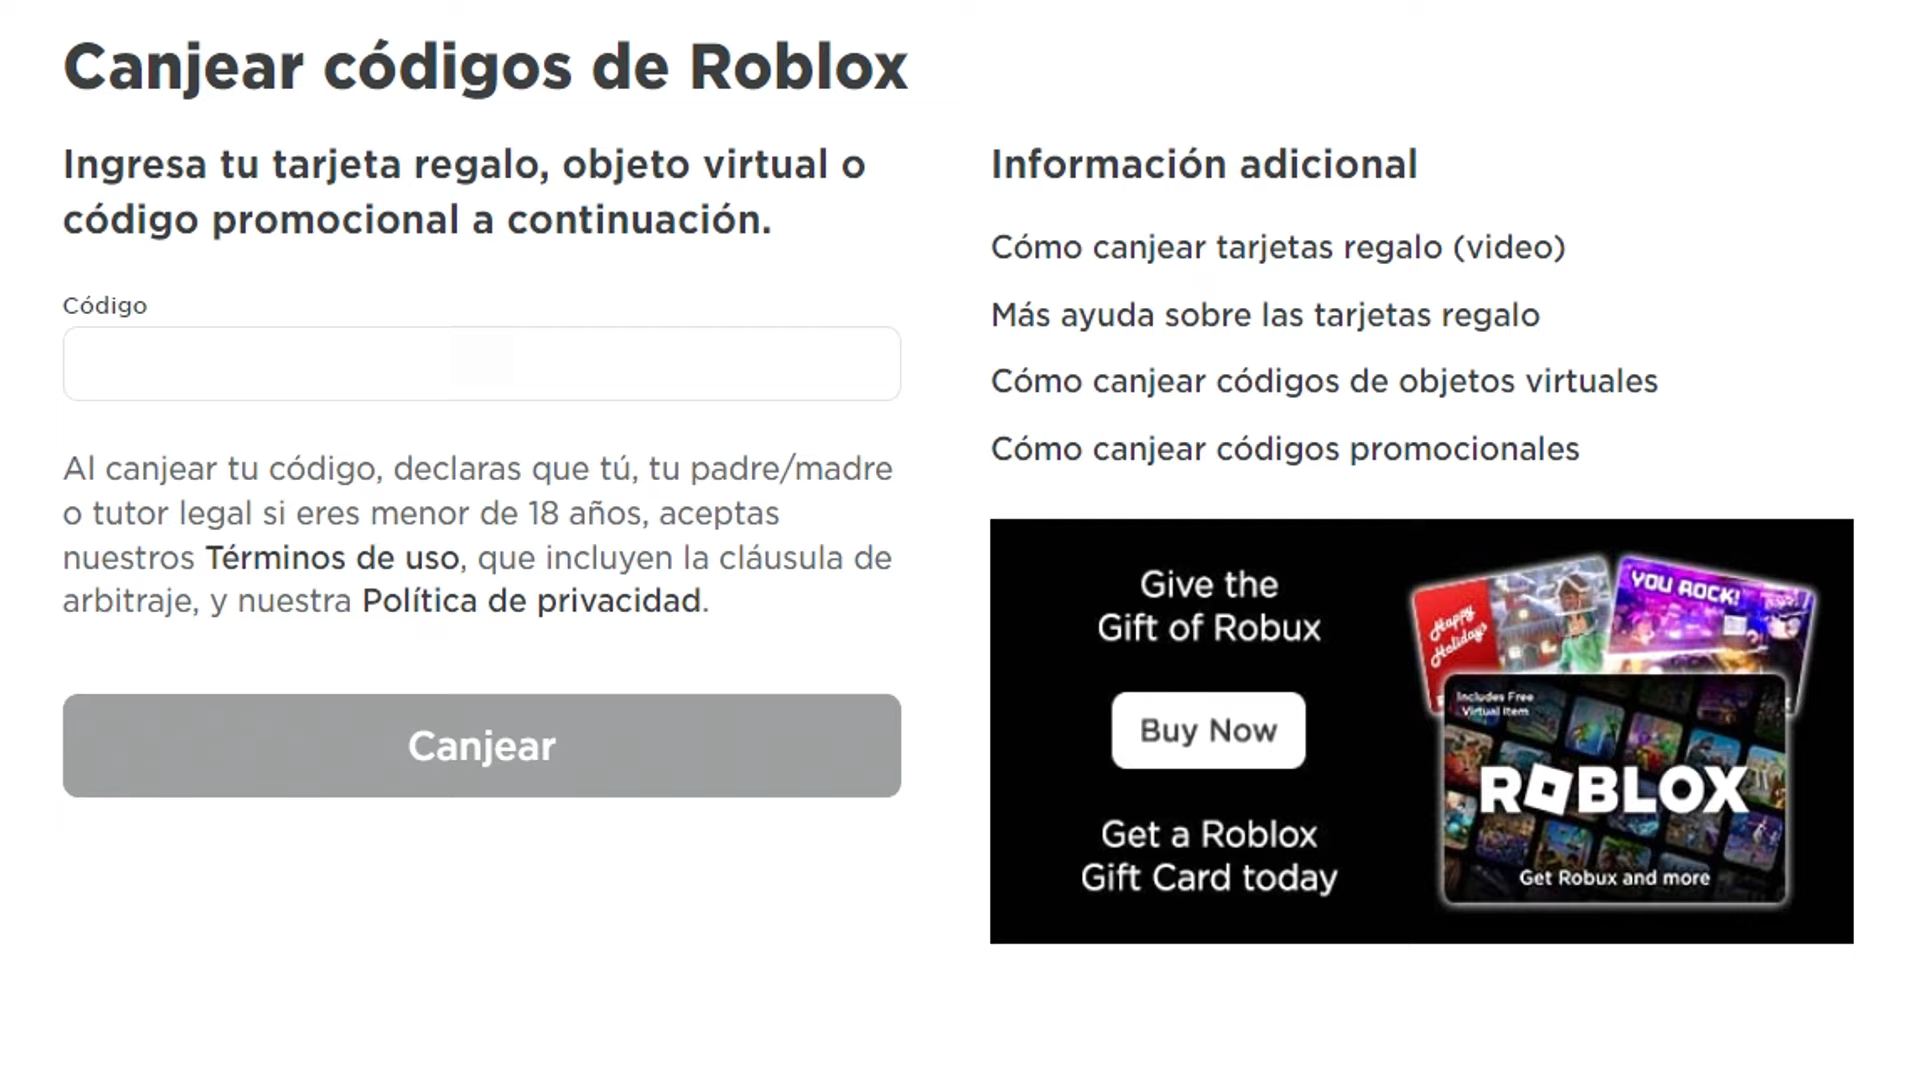 Canjear códigos de Roblox
Ingresa tu tarjeta regalo, objeto virtual o
código promocional a continuación.
Código
Al canjear tu código, declaras que tú, tu padre/madre
o tutor legal si eres menor de 18 años, aceptas
nuestros Términos de uso, que incluyen la cláusula de
arbitraje, y nuestra Política de privacidad.
Canjear
Información adicional
Cómo canjear tarjetas regalo (video)
Más ayuda sobre las tarjetas regalo
Cómo canjear códigos de objetos virtuales
Cómo canjear códigos promocionales
Give the
Gift of Robux
Buy Now
Get a Roblox
Gift Card today
Happy
Holidays
YOU ROCK!
Includes Free
Virtual Item
ROBLOX
Get Robux and more